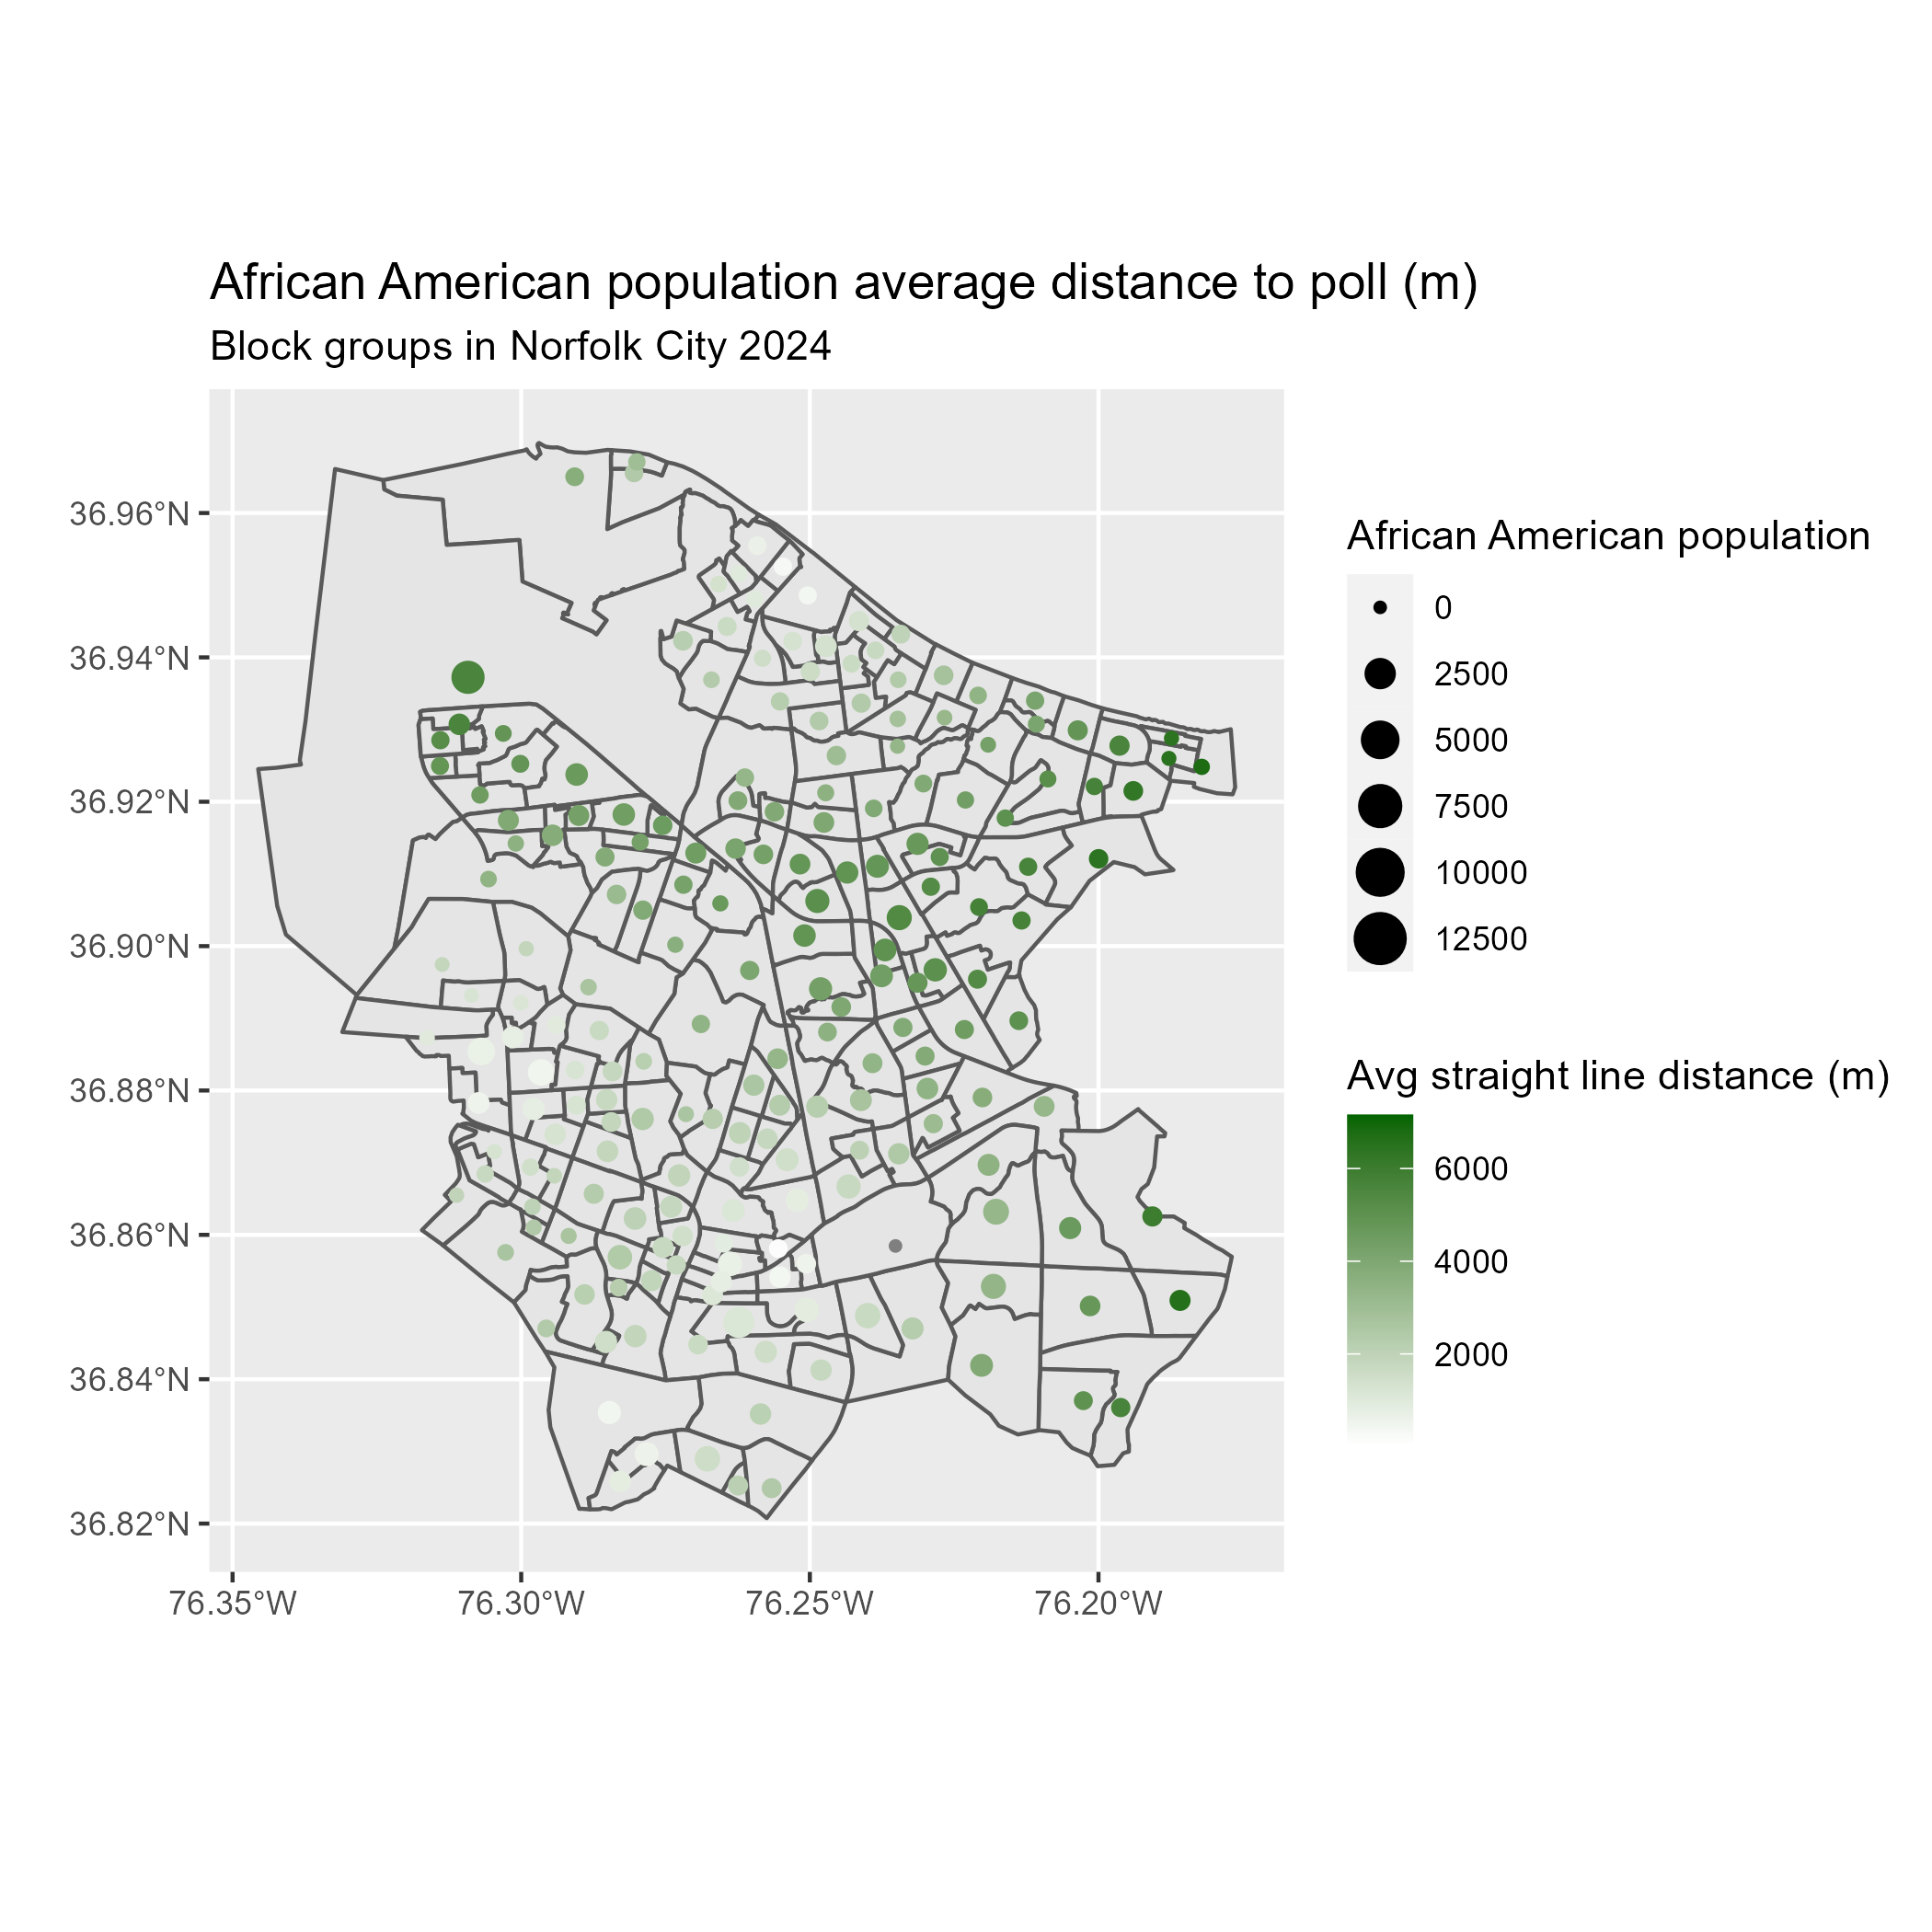 African American population average distance to poll (m)
Block groups in Norfolk City 2024
36.96°N
36.94°N
36.92°N
36.90°N
36.88°N
36.86°N
36.84°N
36.82°N
76.35°W
76.30°W
76.25°W
76.20°W
African American population
0
2500
5000
7500
10000
12500
Avg straight line distance (m)
6000
4000
2000